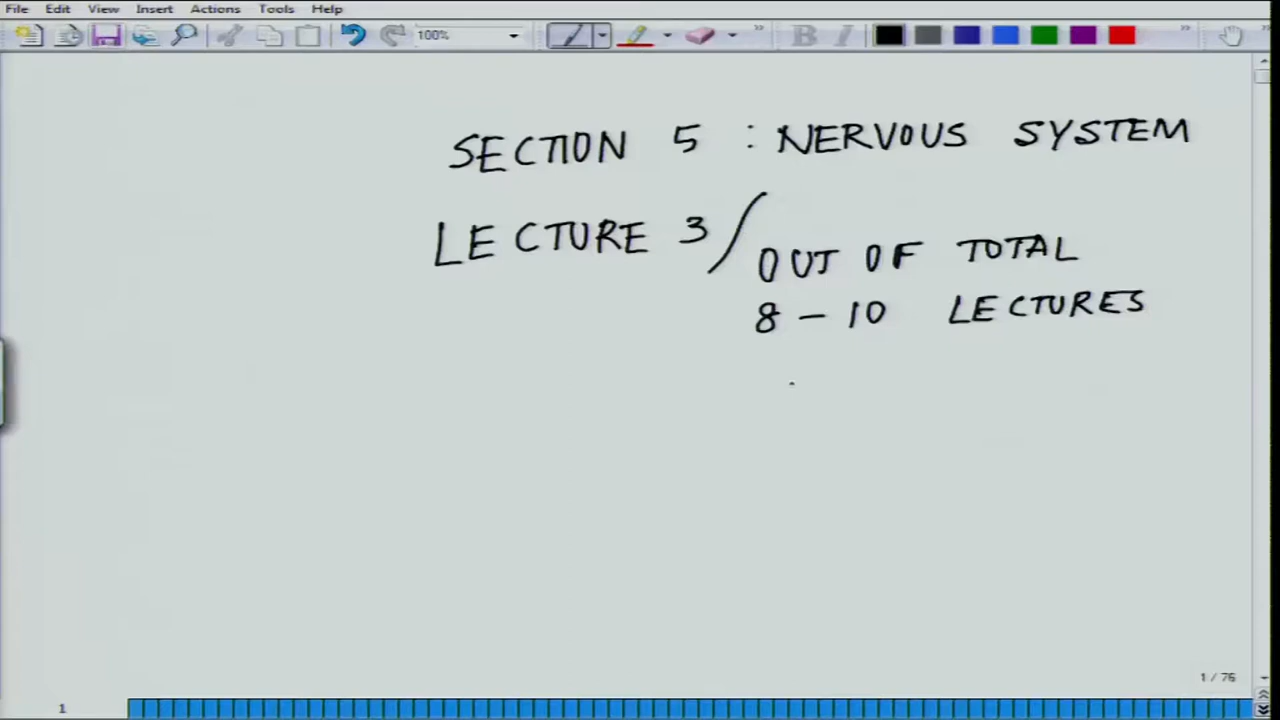 File Edit View Insert Actions Tools Help
100%
B I
SECTION 5 : NERVOUS SYSTEM
LECTURE 3/
OUT OF TOTAL
8 - 10 LECTURES
1 / 76
1